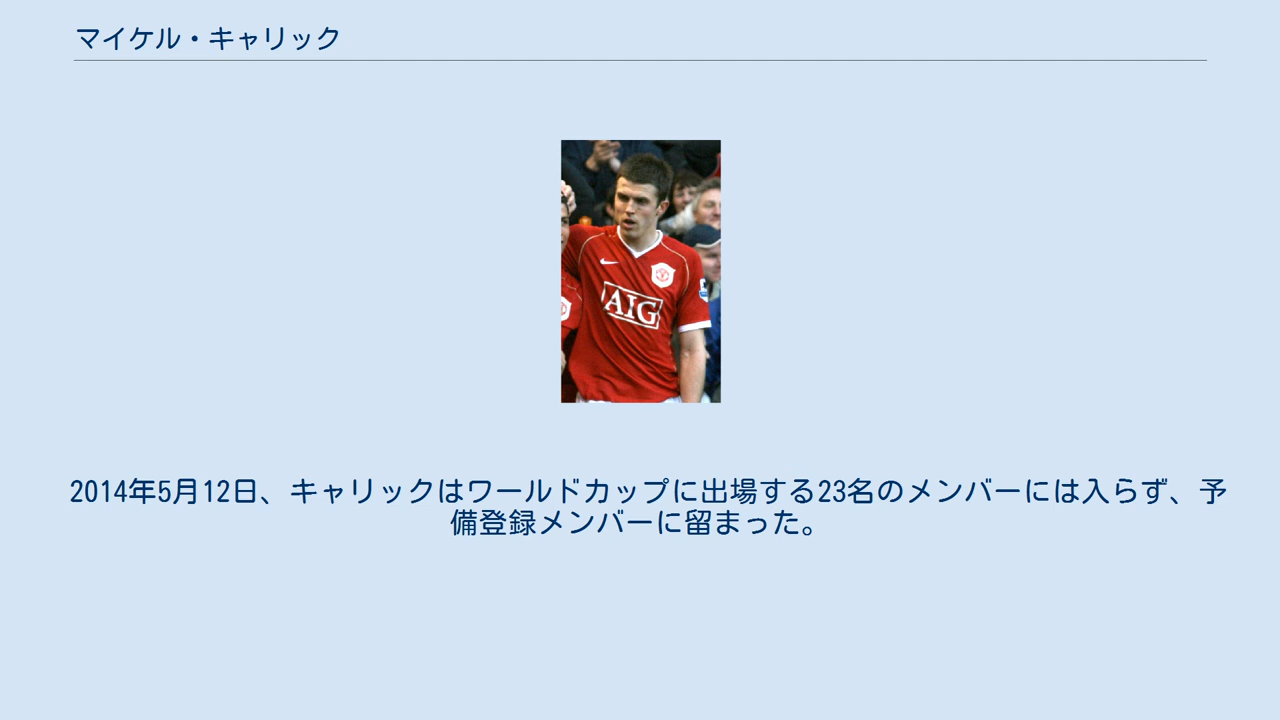 マイケル・キャリック
AIG
2014年5月12日、キャリックはワールドカップに出場する23名のメンバーには入らず、予
備登録メンバーに留まった。